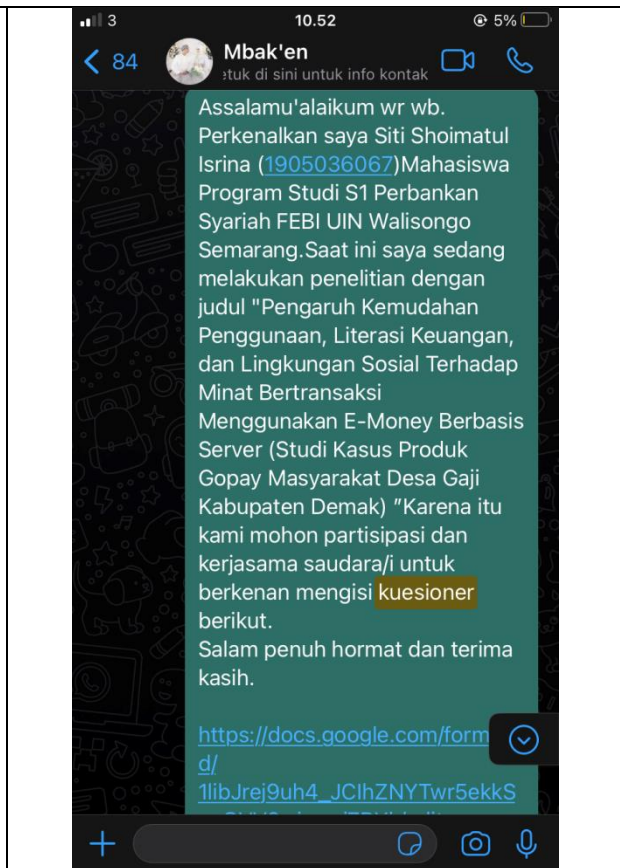 3 10.52 5%
84 Mbak'en
etuk di sini untuk info kontak
Assalamu'alaikum wr wb.
Perkenalkan saya Siti Shoimatul
Isrina (1905036067)Mahasiswa
Program Studi S1 Perbankan
Syariah FEBI UIN Walisongo
Semarang.Saat ini saya sedang
melakukan penelitian dengan
judul "Pengaruh Kemudahan
Penggunaan, Literasi Keuangan,
dan Lingkungan Sosial Terhadap
Minat Bertransaksi
Menggunakan E-Money Berbasis
Server (Studi Kasus Produk
Gopay Masyarakat Desa Gaji
Kabupaten Demak) "Karena itu
kami mohon partisipasi dan
kerjasama saudara/i untuk
berkenan mengisi kuesioner
berikut.
Salam penuh hormat dan terima
kasih.
https://docs.google.com/form
d/
1libJrej9uh4_JCIhZNYTwr5ekkS